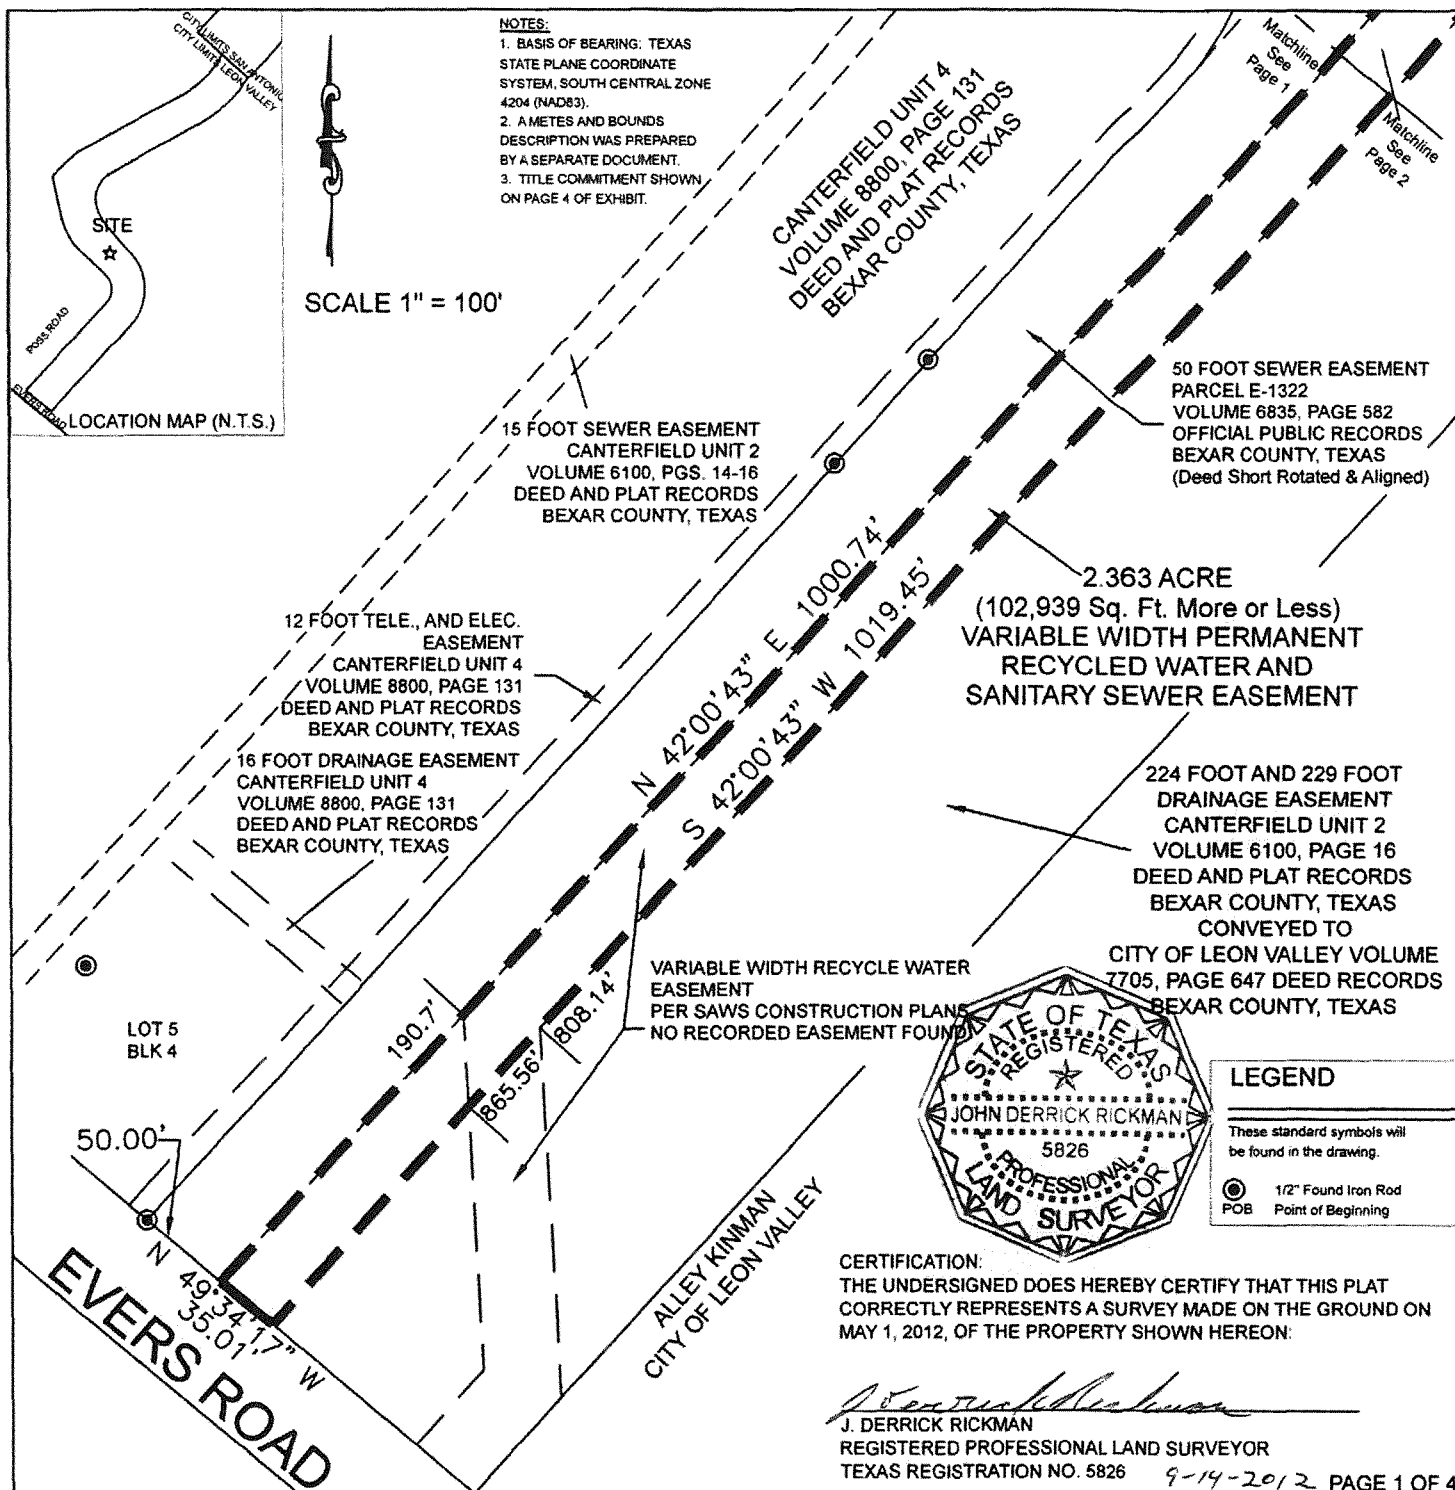 CITY LIMITS SAN ANTONIO
CITY LIMITS LEON VALLEY
SITE
POSS ROAD
EVERS ROAD
LOCATION MAP (N.T.S.)
SCALE 1" = 100'
NOTES:
1. BASIS OF BEARING: TEXAS
STATE PLANE COORDINATE
SYSTEM, SOUTH CENTRAL ZONE
4204 (NAD83).
2. A METES AND BOUNDS
DESCRIPTION WAS PREPARED
BY A SEPARATE DOCUMENT.
3. TITLE COMMITMENT SHOWN
ON PAGE 4 OF EXHIBIT.
CANTERFIELD UNIT 4
VOLUME 8800, PAGE 131
DEED AND PLAT RECORDS
BEXAR COUNTY, TEXAS
Matchline
See
Page 1
Matchline
See
Page 2
50 FOOT SEWER EASEMENT
PARCEL E-1322
VOLUME 6835, PAGE 582
OFFICIAL PUBLIC RECORDS
BEXAR COUNTY, TEXAS
(Deed Short Rotated & Aligned)
15 FOOT SEWER EASEMENT
CANTERFIELD UNIT 2
VOLUME 6100, PGS. 14-16
DEED AND PLAT RECORDS
BEXAR COUNTY, TEXAS
N 42°00'43" E 1000.74'
S 42°00'43" W 1019.45'
2.363 ACRE
(102,939 Sq. Ft. More or Less)
VARIABLE WIDTH PERMANENT
RECYCLED WATER AND
SANITARY SEWER EASEMENT
12 FOOT TELE., AND ELEC.
EASEMENT
CANTERFIELD UNIT 4
VOLUME 8800, PAGE 131
DEED AND PLAT RECORDS
BEXAR COUNTY, TEXAS
16 FOOT DRAINAGE EASEMENT
CANTERFIELD UNIT 4
VOLUME 8800, PAGE 131
DEED AND PLAT RECORDS
BEXAR COUNTY, TEXAS
224 FOOT AND 229 FOOT
DRAINAGE EASEMENT
CANTERFIELD UNIT 2
VOLUME 6100, PAGE 16
DEED AND PLAT RECORDS
BEXAR COUNTY, TEXAS
CONVEYED TO
CITY OF LEON VALLEY VOLUME
7705, PAGE 647 DEED RECORDS
BEXAR COUNTY, TEXAS
VARIABLE WIDTH RECYCLE WATER
EASEMENT
PER SAWS CONSTRUCTION PLANS
NO RECORDED EASEMENT FOUND
LOT 5
BLK 4
190.7'
865.56'
808.14'
50.00'
N 49°34'17" W
35.01'
EVERS ROAD
ALLEY KINMAN
CITY OF LEON VALLEY
STATE OF TEXAS
REGISTERED
JOHN DERRICK RICKMAN
5826
PROFESSIONAL
LAND SURVEYOR
LEGEND
These standard symbols will
be found in the drawing.
1/2" Found Iron Rod
POB Point of Beginning
CERTIFICATION:
THE UNDERSIGNED DOES HEREBY CERTIFY THAT THIS PLAT
CORRECTLY REPRESENTS A SURVEY MADE ON THE GROUND ON
MAY 1, 2012, OF THE PROPERTY SHOWN HEREON:
J Derrick Rickman
J. DERRICK RICKMAN
REGISTERED PROFESSIONAL LAND SURVEYOR
TEXAS REGISTRATION NO. 5826
9-14-2012
PAGE 1 OF 4